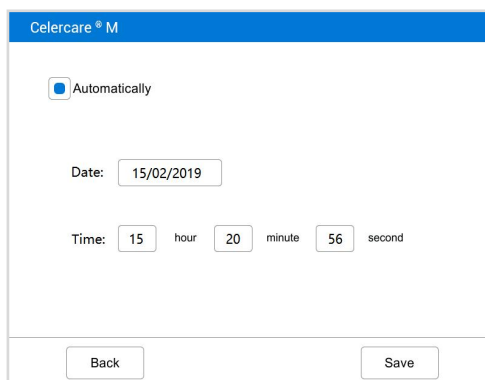 Celercare ® M
Automatically
Date: 15/02/2019
Time: 15 hour 20 minute 56 second
Back Save